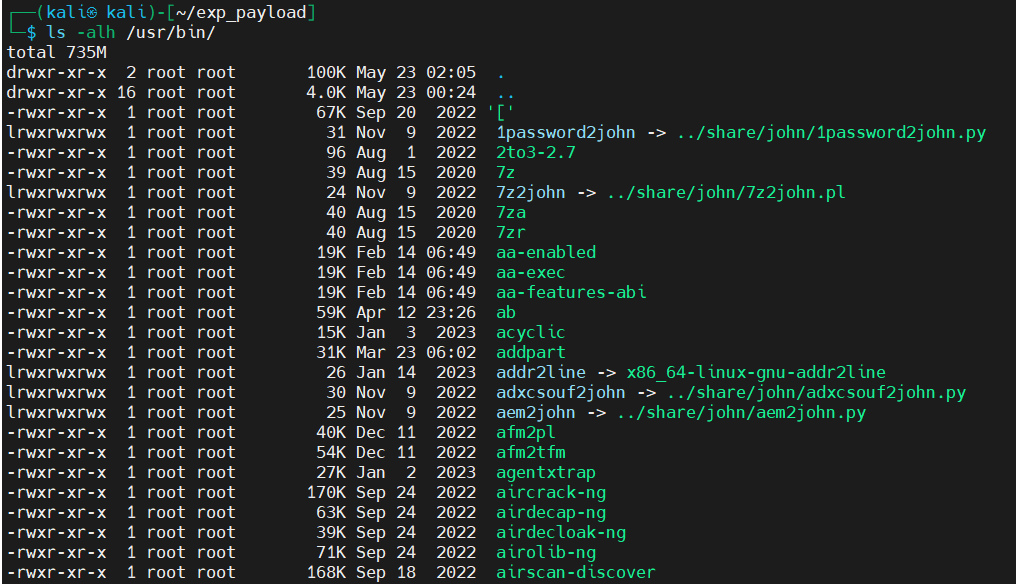 ┌──(kali㉿kali)-[~/exp_payload]
└─$ ls -alh /usr/bin/
total 735M
drwxr-xr-x  2 root root       100K May 23 02:05  .
drwxr-xr-x 16 root root       4.0K May 23 00:24  ..
-rwxr-xr-x  1 root root        67K Sep 20  2022 '['
lrwxrwxrwx  1 root root         31 Nov  9  2022  1password2john -> ../share/john/1password2john.py
-rwxr-xr-x  1 root root         96 Aug  1  2022  2to3-2.7
-rwxr-xr-x  1 root root         39 Aug 15  2020  7z
lrwxrwxrwx  1 root root         24 Nov  9  2022  7z2john -> ../share/john/7z2john.pl
-rwxr-xr-x  1 root root         40 Aug 15  2020  7za
-rwxr-xr-x  1 root root         40 Aug 15  2020  7zr
-rwxr-xr-x  1 root root        19K Feb 14 06:49  aa-enabled
-rwxr-xr-x  1 root root        19K Feb 14 06:49  aa-exec
-rwxr-xr-x  1 root root        19K Feb 14 06:49  aa-features-abi
-rwxr-xr-x  1 root root        59K Apr 12 23:26  ab
-rwxr-xr-x  1 root root        15K Jan  3  2023  acyclic
-rwxr-xr-x  1 root root        31K Mar 23 06:02  addpart
lrwxrwxrwx  1 root root         26 Jan 14  2023  addr2line -> x86_64-linux-gnu-addr2line
lrwxrwxrwx  1 root root         30 Nov  9  2022  adxcsouf2john -> ../share/john/adxcsouf2john.py
lrwxrwxrwx  1 root root         25 Nov  9  2022  aem2john -> ../share/john/aem2john.py
-rwxr-xr-x  1 root root        40K Dec 11  2022  afm2pl
-rwxr-xr-x  1 root root        54K Dec 11  2022  afm2tfm
-rwxr-xr-x  1 root root        27K Jan  2  2023  agentxtrap
-rwxr-xr-x  1 root root       170K Sep 24  2022  aircrack-ng
-rwxr-xr-x  1 root root        63K Sep 24  2022  airdecap-ng
-rwxr-xr-x  1 root root        39K Sep 24  2022  airdecloak-ng
-rwxr-xr-x  1 root root        71K Sep 24  2022  airolib-ng
-rwxr-xr-x  1 root root       168K Sep 18  2022  airscan-discover